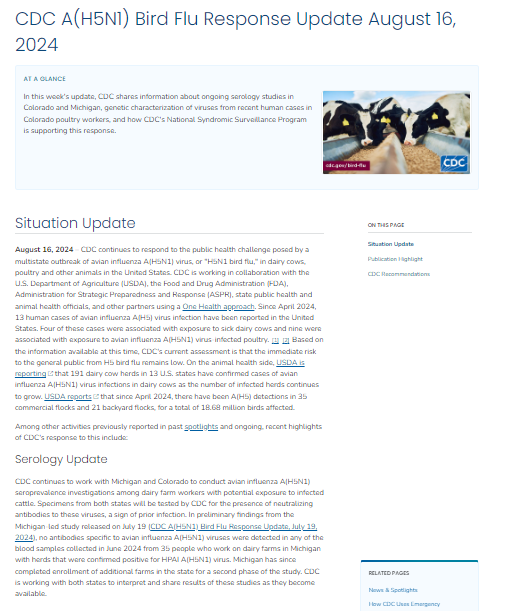 CDC A(H5N1) Bird Flu Response Update August 16,
2024
AT A GLANCE
In this week's update, CDC shares information about ongoing serology studies in
Colorado and Michigan, genetic characterization of viruses from recent human cases in
Colorado poultry workers, and how CDC's National Syndromic Surveillance Program
is supporting this response.
cdc.gov/bird-flu
CDC
Situation Update
August 16, 2024 – CDC continues to respond to the public health challenge posed by a
multistate outbreak of avian influenza A(H5N1) virus, or "H5N1 bird flu," in dairy cows,
poultry and other animals in the United States. CDC is working in collaboration with the
U.S. Department of Agriculture (USDA), the Food and Drug Administration (FDA),
Administration for Strategic Preparedness and Response (ASPR), state public health and
animal health officials, and other partners using a One Health approach. Since April 2024,
13 human cases of avian influenza A(H5) virus infection have been reported in the United
States. Four of these cases were associated with exposure to sick dairy cows and nine were
associated with exposure to avian influenza A(H5N1) virus-infected poultry. [1] [2] Based on
the information available at this time, CDC's current assessment is that the immediate risk
to the general public from H5 bird flu remains low. On the animal health side, USDA is
reporting that 191 dairy cow herds in 13 U.S. states have confirmed cases of avian
influenza A(H5N1) virus infections in dairy cows as the number of infected herds continues
to grow. USDA reports that since April 2024, there have been A(H5) detections in 35
commercial flocks and 21 backyard flocks, for a total of 18.68 million birds affected.
Among other activities previously reported in past spotlights and ongoing, recent highlights
of CDC's response to this include:
Serology Update
CDC continues to work with Michigan and Colorado to conduct avian influenza A(H5N1)
seroprevalence investigations among dairy farm workers with potential exposure to infected
cattle. Specimens from both states will be tested by CDC for the presence of neutralizing
antibodies to these viruses, a sign of prior infection. In preliminary findings from the
Michigan-led study released on July 19 (CDC A(H5N1) Bird Flu Response Update, July 19,
2024), no antibodies specific to avian influenza A(H5N1) viruses were detected in any of the
blood samples collected in June 2024 from 35 people who work on dairy farms in Michigan
with herds that were confirmed positive for HPAI A(H5N1) virus. Michigan has since
completed enrollment of additional farms in the state for a second phase of the study. CDC
is working with both states to interpret and share results of these studies as they become
available.
ON THIS PAGE
Situation Update
Publication Highlight
CDC Recommendations
RELATED PAGES
News & Spotlights
How CDC Uses Emergency